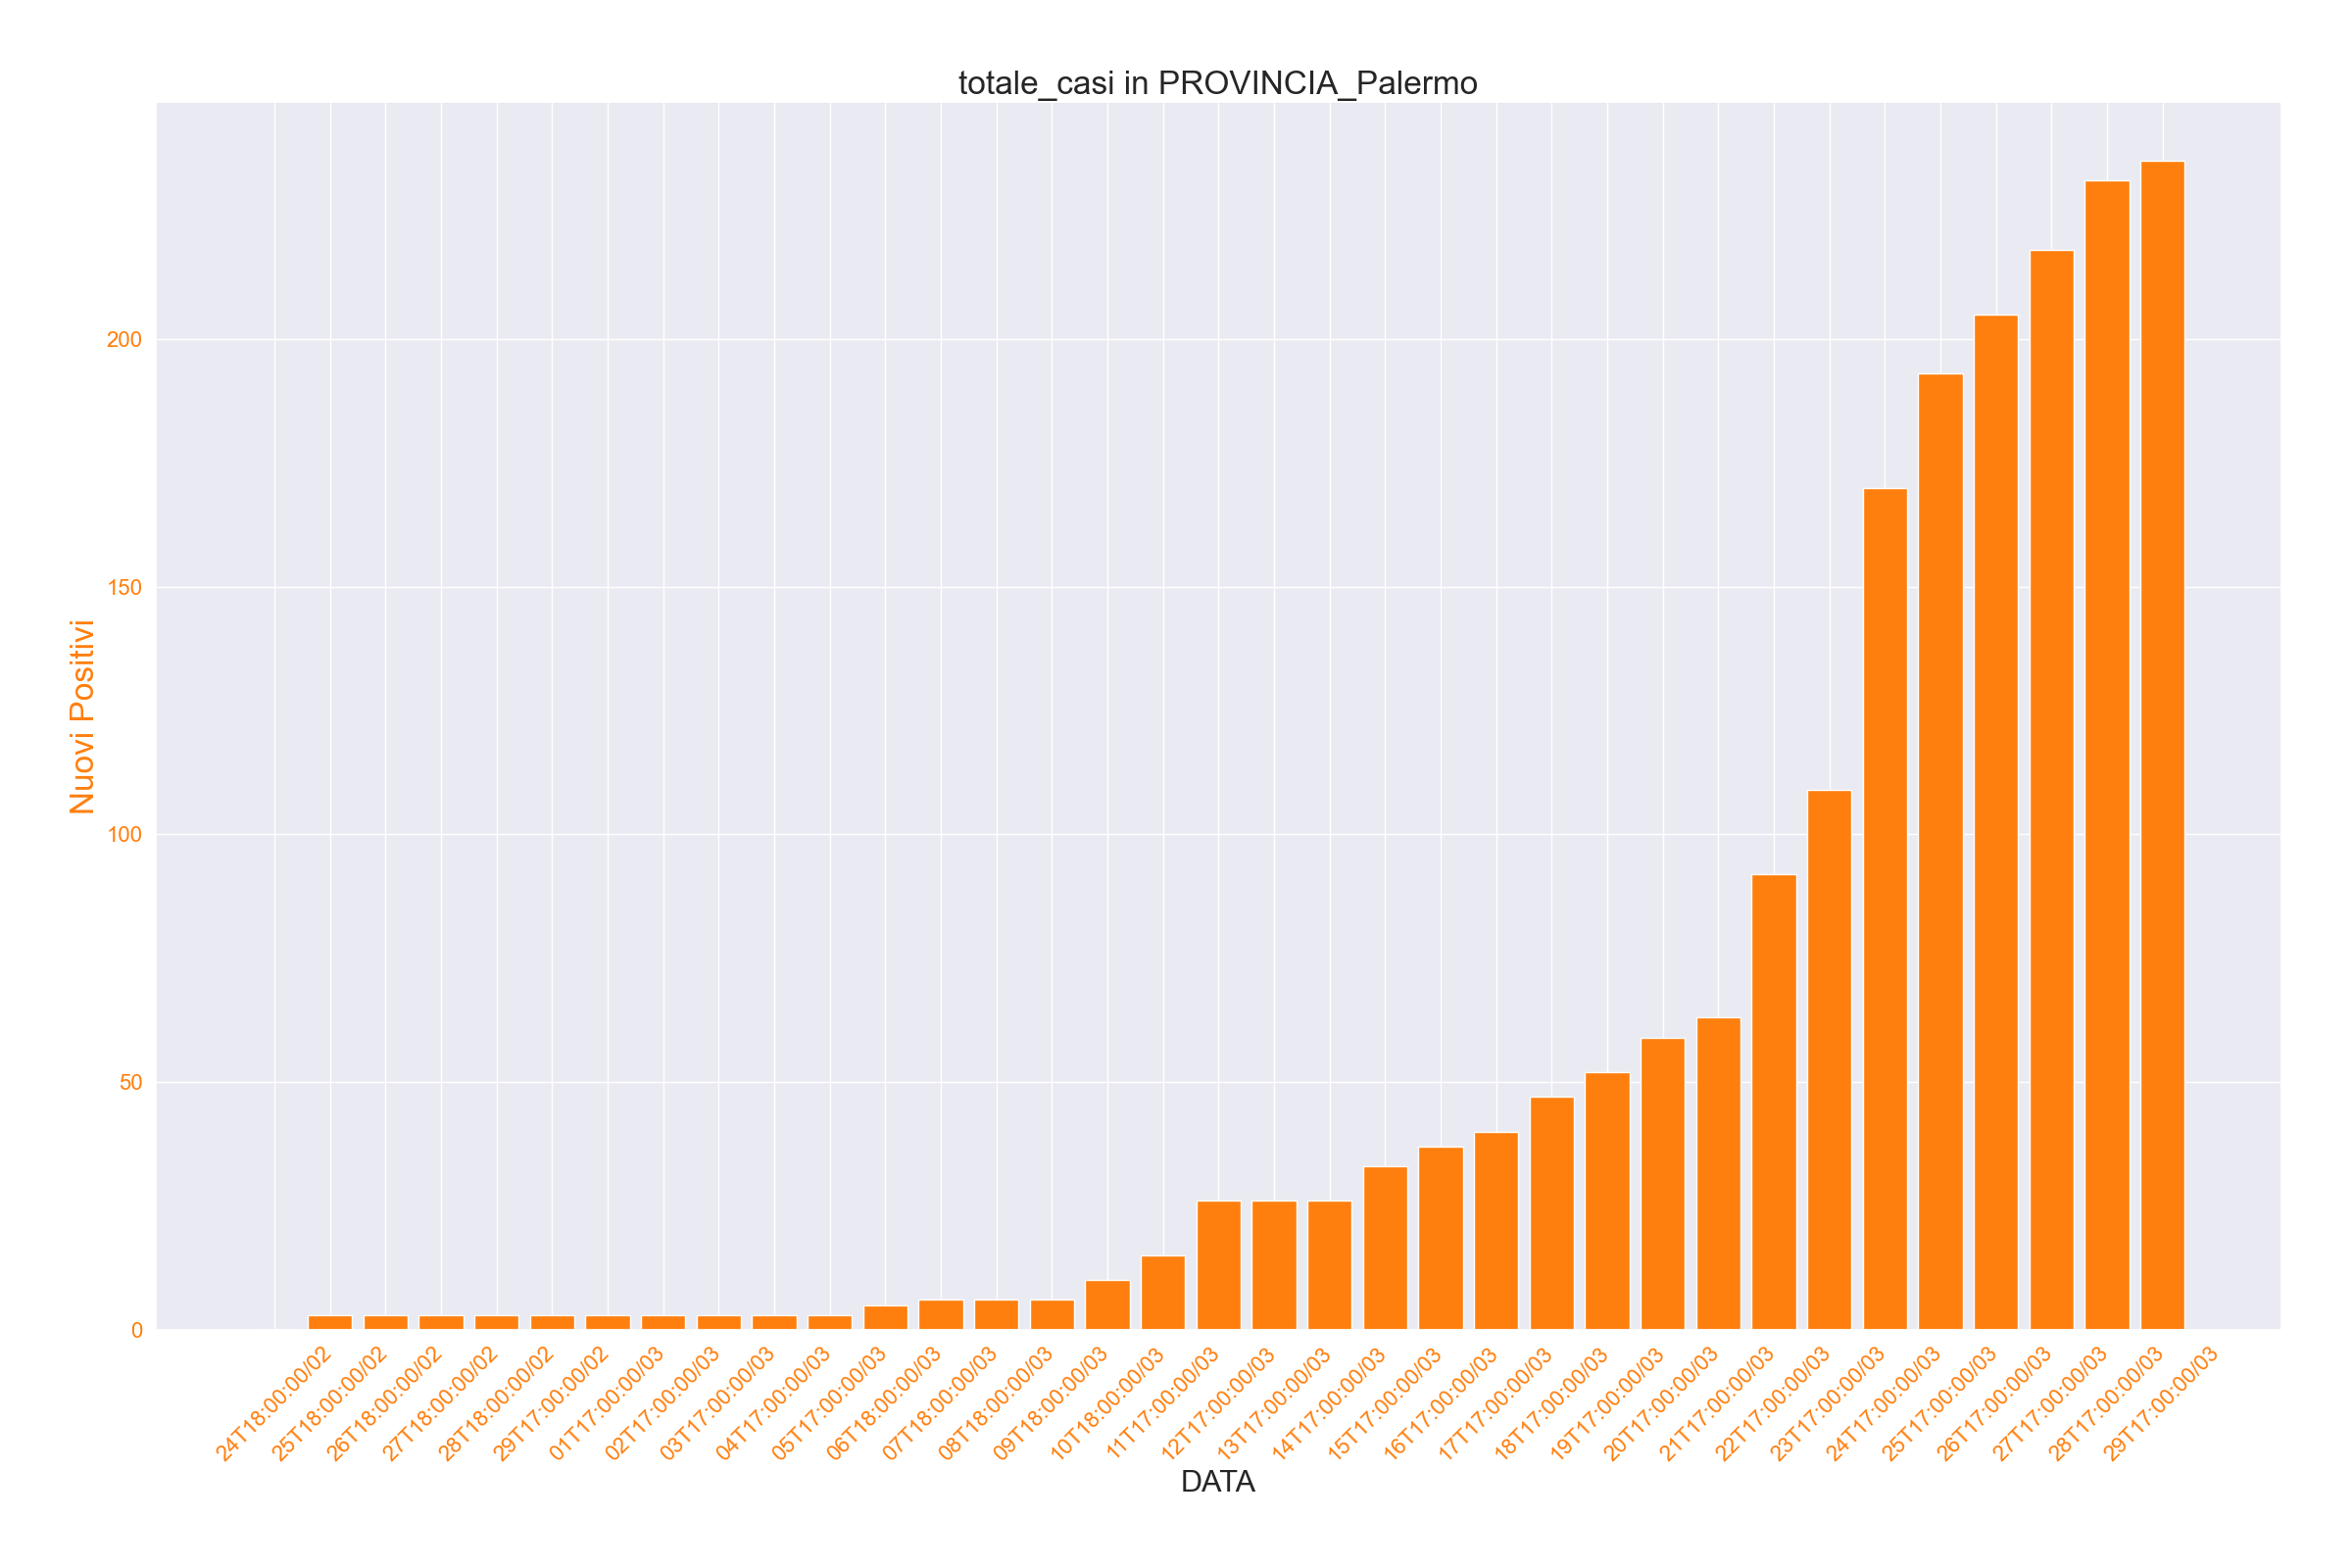 totale_casi in PROVINCIA_Palermo
Nuovi Positivi
200
150
100
50
0
24T18:00:00/02
25T18:00:00/02
26T18:00:00/02
27T18:00:00/02
28T18:00:00/02
29T17:00:00/02
01T17:00:00/03
02T17:00:00/03
03T17:00:00/03
04T17:00:00/03
05T17:00:00/03
06T18:00:00/03
07T18:00:00/03
08T18:00:00/03
09T18:00:00/03
10T18:00:00/03
11T17:00:00/03
12T17:00:00/03
13T17:00:00/03
14T17:00:00/03
15T17:00:00/03
16T17:00:00/03
17T17:00:00/03
18T17:00:00/03
19T17:00:00/03
20T17:00:00/03
21T17:00:00/03
22T17:00:00/03
23T17:00:00/03
24T17:00:00/03
25T17:00:00/03
26T17:00:00/03
27T17:00:00/03
28T17:00:00/03
29T17:00:00/03
DATA